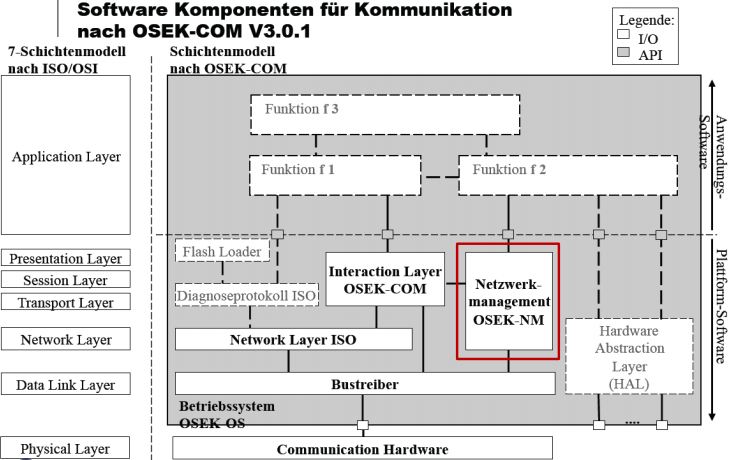 Software Komponenten für Kommunikation
nach OSEK-COM V3.0.1
Legende:
I/O
API
7-Schichtenmodell
nach ISO/OSI
Schichtenmodell
nach OSEK-COM
Application Layer
Presentation Layer
Session Layer
Transport Layer
Network Layer
Data Link Layer
Physical Layer
Funktion f 3
Funktion f 1
Funktion f 2
Flash Loader
Diagnoseprotokoll ISO
Interaction Layer
OSEK-COM
Netzwerk-
management
OSEK-NM
Network Layer ISO
Hardware
Abstraction
Layer
(HAL)
Bustreiber
Betriebssystem
OSEK OS
....
Communication Hardware
Anwendungs-
Software
Plattform-Software